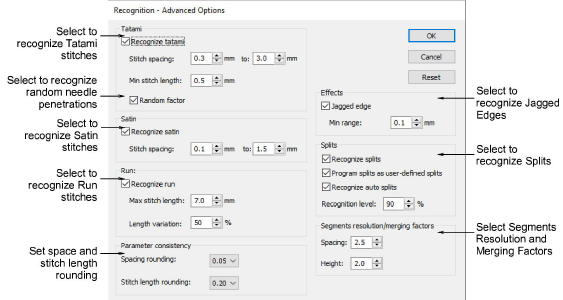 Recognition - Advanced Options
Select to
recognize Tatami
stitches
Select to recognize
random needle
penetrations
Select to
recognize Satin
stitches
Select to
recognize Run
stitches
Set space and
stitch length
rounding
Tatami
Recognize tatami
Stitch spacing: 0.3 mm to: 3.0 mm
Min stitch length: 0.5 mm
Random factor
Satin
Recognize satin
Stitch spacing: 0.1 mm to: 1.5 mm
Run:
Recognize run
Max stitch length: 7.0 mm
Length variation: 50 %
Parameter consistency
Spacing rounding: 0.05
Stitch length rounding: 0.20
OK
Cancel
Reset
Effects
Jagged edge
Min range: 0.1 mm
Splits
Recognize splits
Program splits as user-defined splits
Recognize auto splits
Recognition level: 90 %
Segments resolution/merging factors
Spacing: 2.5
Height: 2.0
Select to
recognize Jagged
Edges
Select to
recognize Splits
Select Segments
Resolution and
Merging Factors